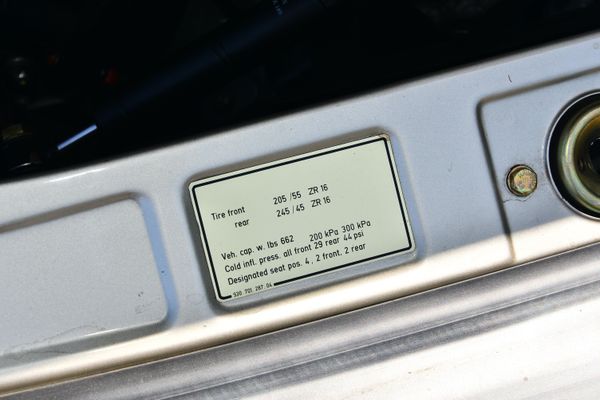 Tire front 205/55 ZR 16
rear 245/45 ZR 16
Veh. cap. w. lbs 662 200 kPa 300 kPa
Cold infl. press. all front 29 rear 44 psi
Designated seat pos. 4, 2 front, 2 rear
930.701.287.04